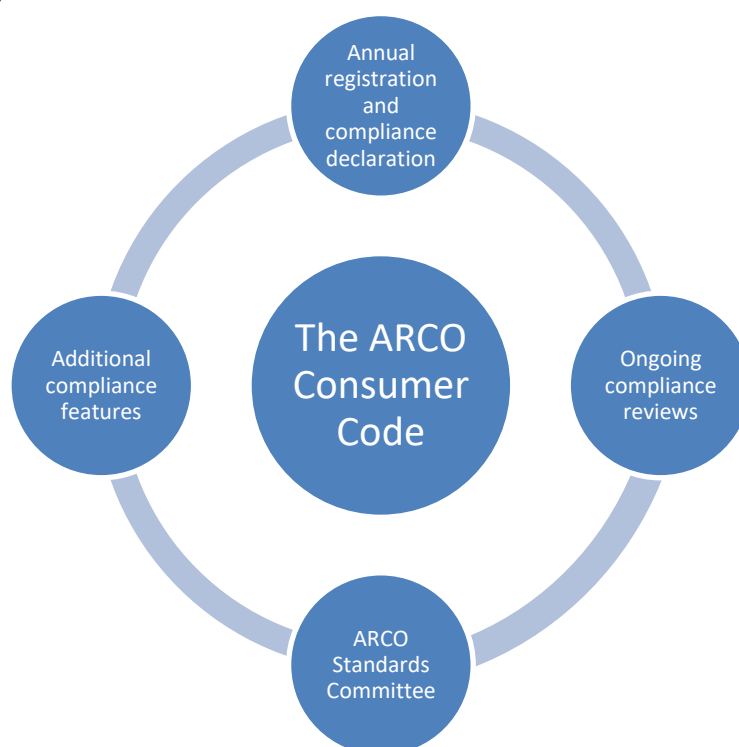 Annual
registration
and
compliance
declaration
The ARCO
Consumer
Code
Additional
compliance
features
Ongoing
compliance
reviews
ARCO
Standards
Committee